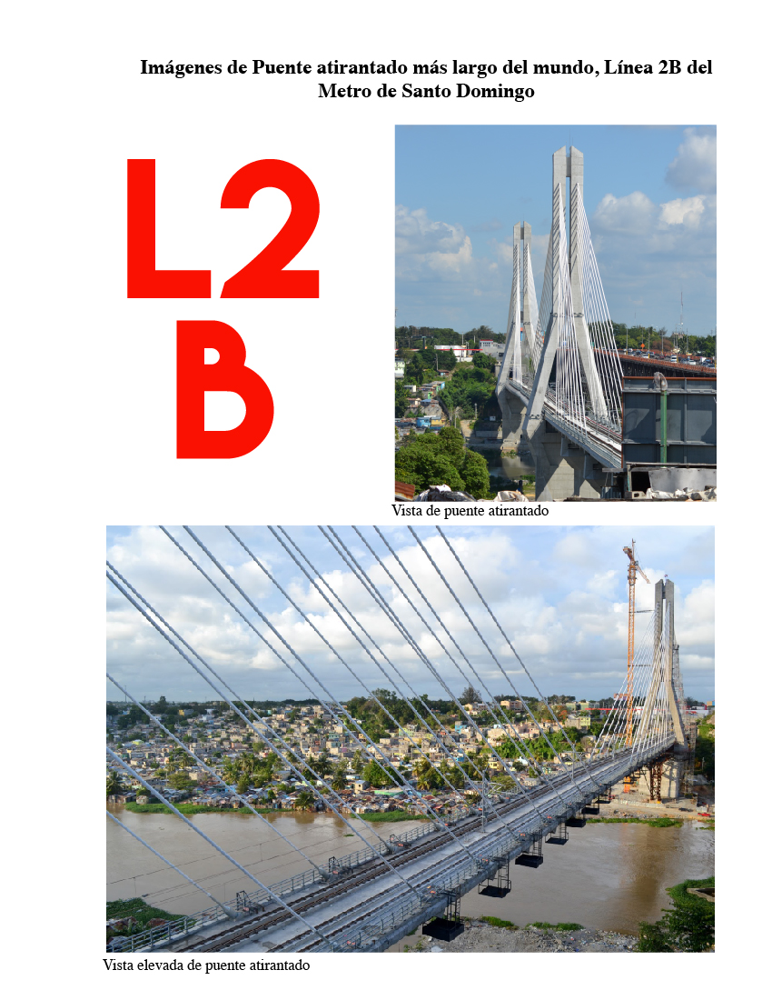 Imágenes de Puente atirantado más largo del mundo, Línea 2B del
Metro de Santo Domingo
L2
B
Vista de puente atirantado
Vista elevada de puente atirantado